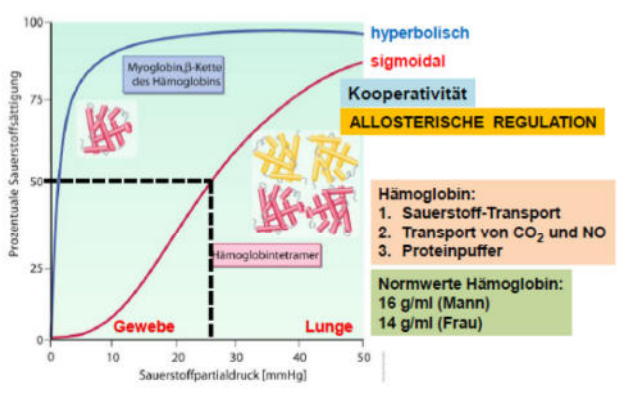 100
75
50
25
0
Prozentuale Sauerstoffsättigung
Myoglobin,β-Kette
des Hämoglobins
hyperbolisch
sigmoidal
Kooperativität
ALLOSTERISCHE REGULATION
Hämoglobintetramer
Hämoglobin:
1. Sauerstoff-Transport
2. Transport von CO2 und NO
3. Proteinpuffer
Normwerte Hämoglobin:
16 g/ml (Mann)
14 g/ml (Frau)
Gewebe
Lunge
0 10 20 30 40 50
Sauerstoffpartialdruck [mmHg]